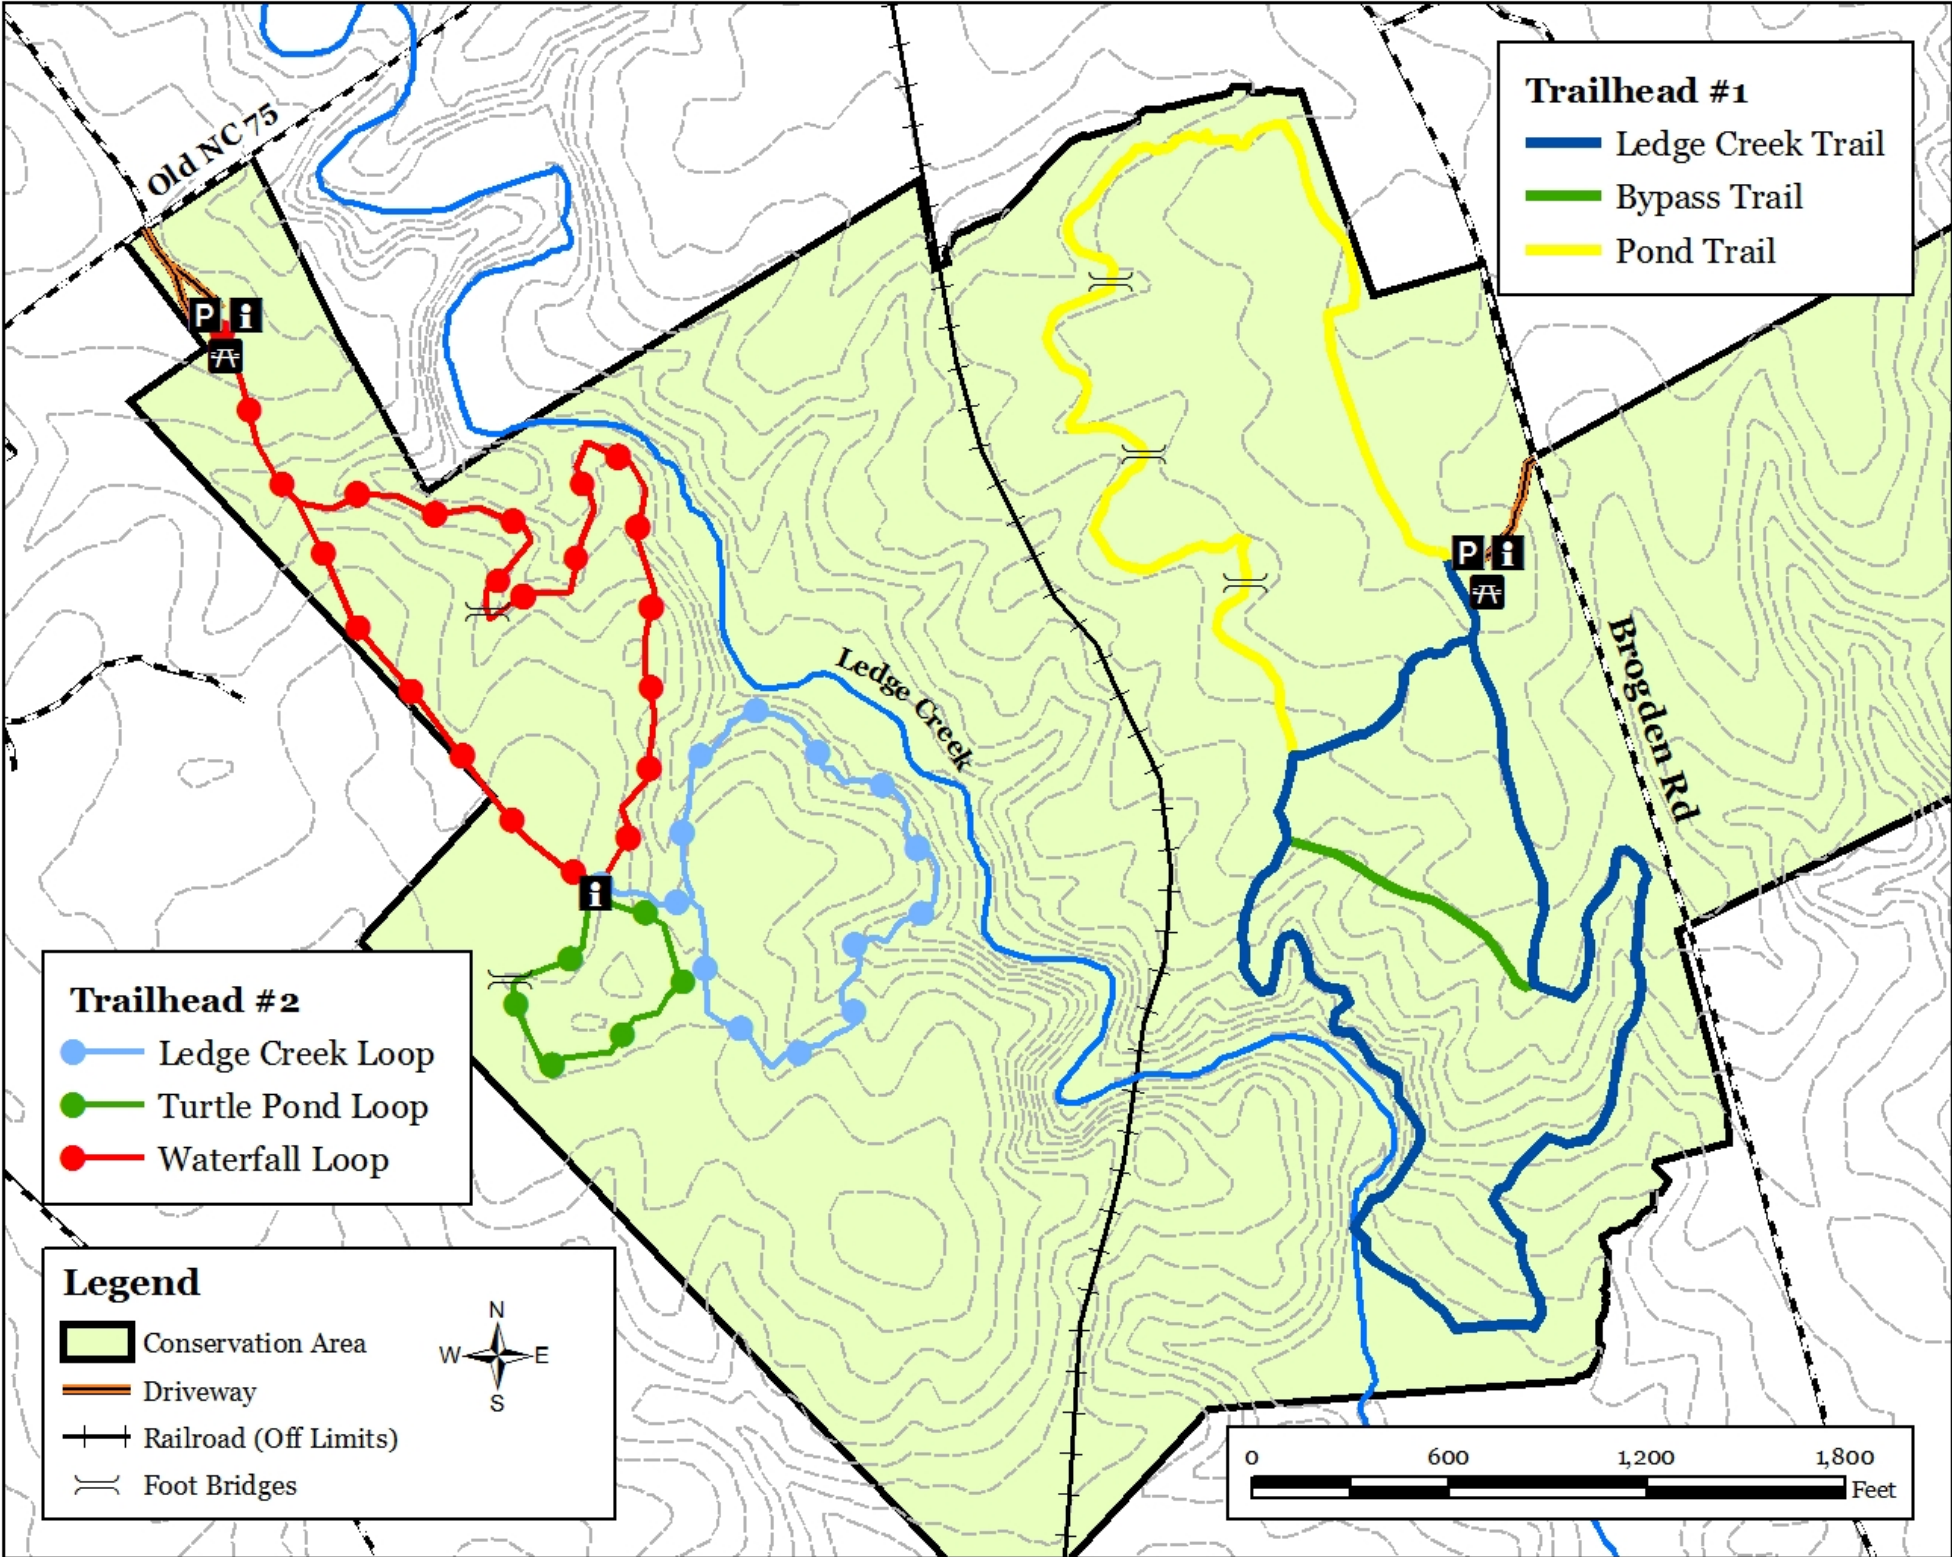 Old NC 75
P i
Trailhead #1
Ledge Creek Trail
Bypass Trail
Pond Trail
P i
Ledge Creek
Brogden Rd
i
Trailhead #2
Ledge Creek Loop
Turtle Pond Loop
Waterfall Loop
Legend
Conservation Area
Driveway
Railroad (Off Limits)
Foot Bridges
N
W E
S
0 600 1,200 1,800
Feet